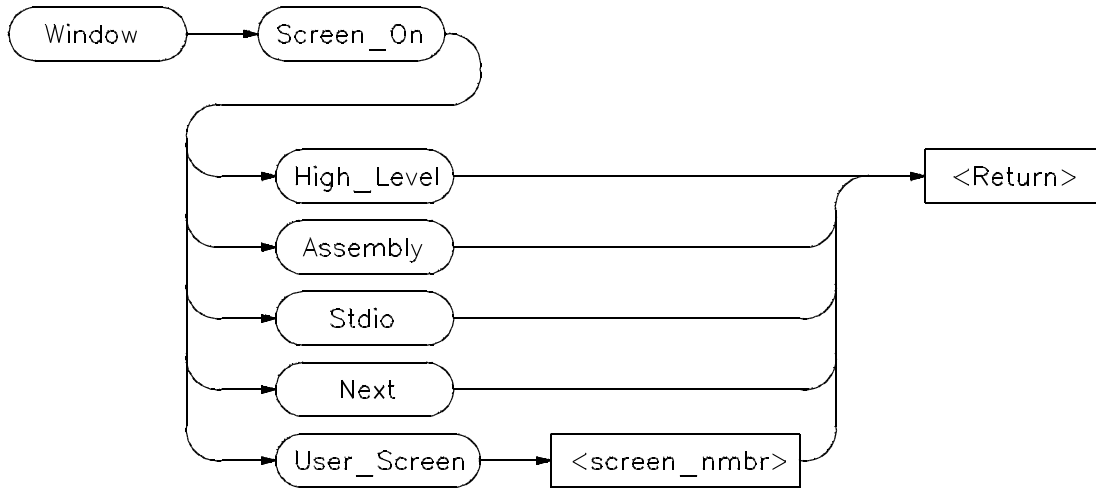 Window
Screen_On
High_Level
<Return>
Assembly
Stdio
Next
User_Screen
<screen_nmbr>